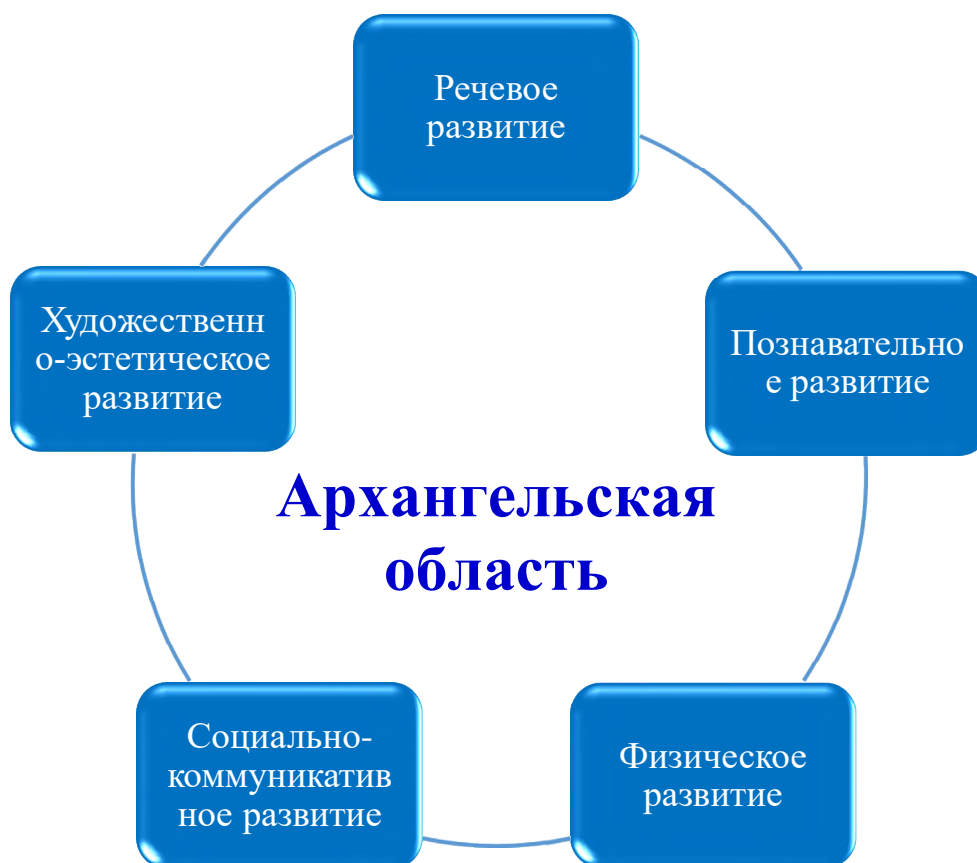 Речевое
развитие
Художественн
о-эстетическое
развитие
Познавательно
е развитие
Архангельская
область
Социально-
коммуникатив
ное развитие
Физическое
развитие